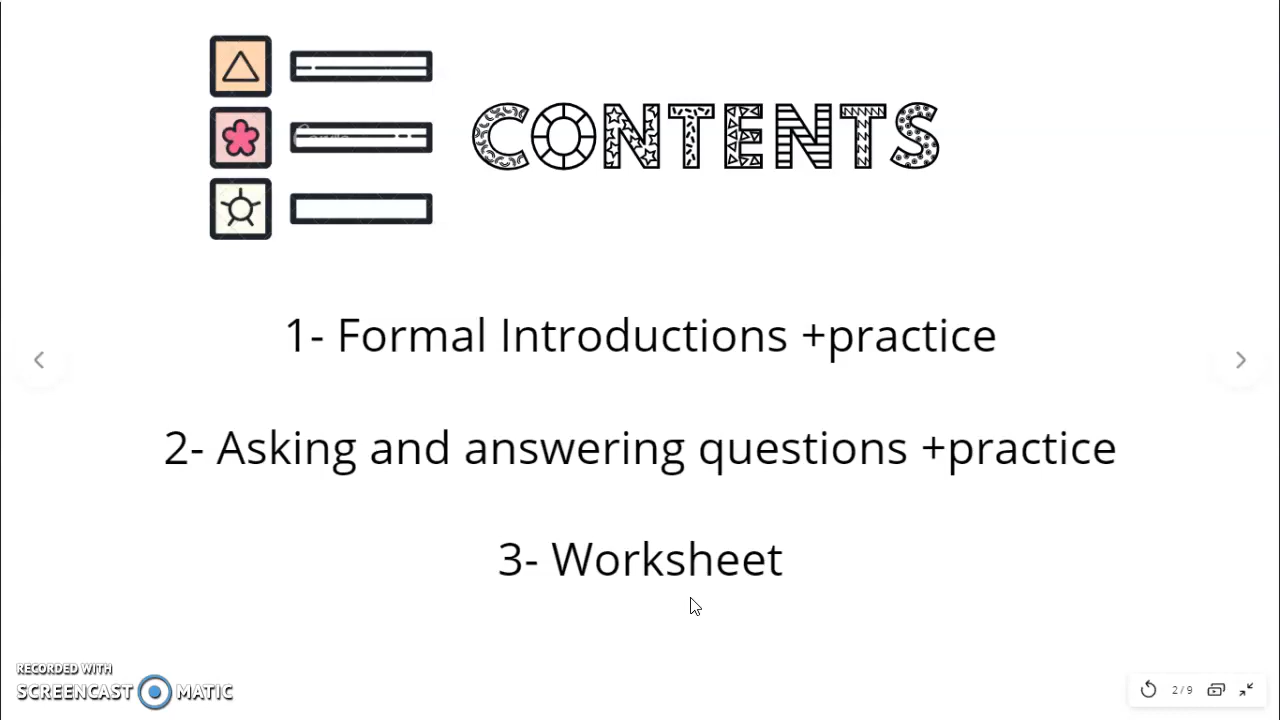 CONTENTS
1- Formal Introductions +practice
2- Asking and answering questions +practice
3- Worksheet
RECORDED WITH
SCREENCAST MATIC
2/9